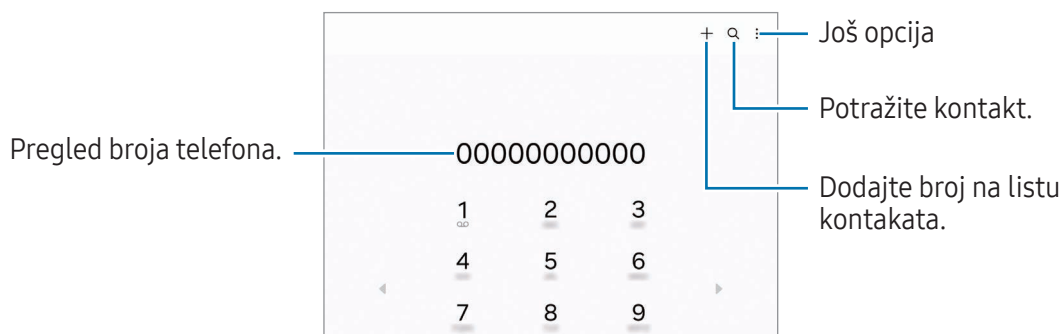 Još opcija
Potražite kontakt.
Pregled broja telefona.
00000000000
Dodajte broj na listu
kontakata.
1 2 3
4 5 6
7 8 9